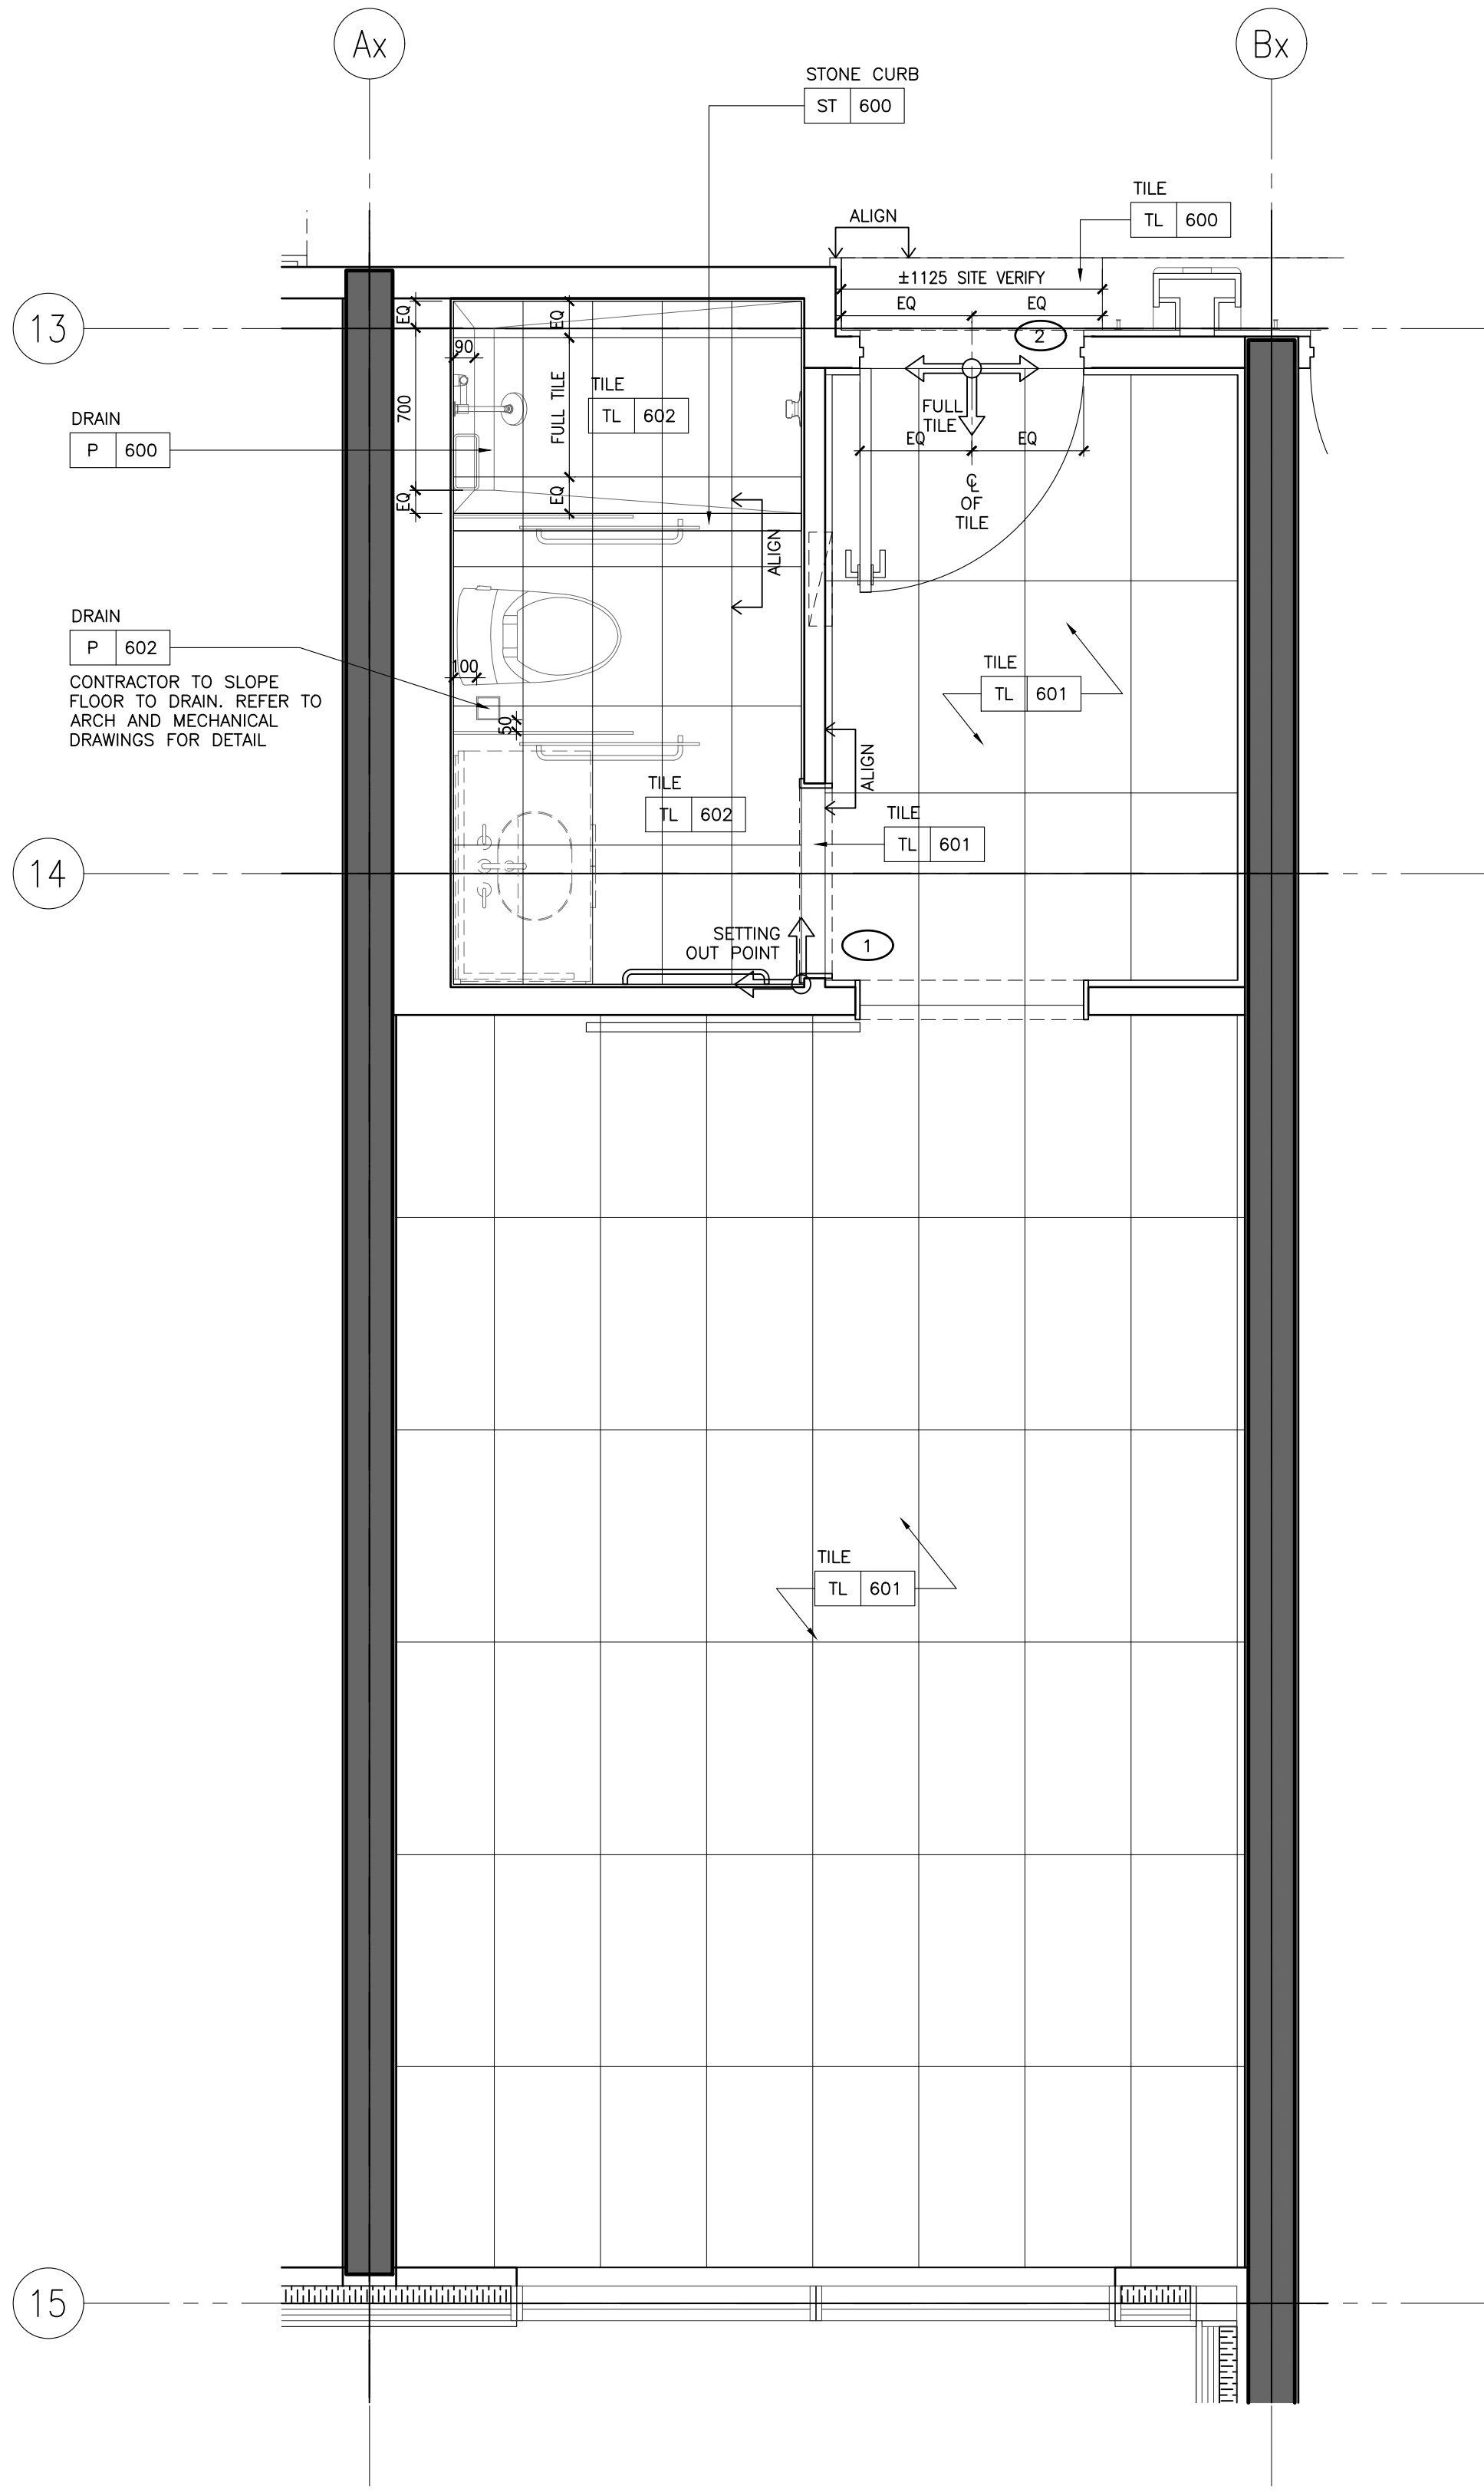 Ax
Bx
STONE CURB
ST 600
TILE
TL 600
ALIGN
±1125 SITE VERIFY
EQ EQ
13
2
EQ
EQ
90
700
FULL TILE
TILE
TL 602
FULL
TILE
EQ EQ
DRAIN
P 600
EQ
EQ
℄
OF
TILE
ALIGN
DRAIN
P 602
CONTRACTOR TO SLOPE
FLOOR TO DRAIN. REFER TO
ARCH AND MECHANICAL
DRAWINGS FOR DETAIL
100
50
TILE
TL 601
ALIGN
TILE
TL 602
TILE
TL 601
14
SETTING
OUT POINT
1
TILE
TL 601
15